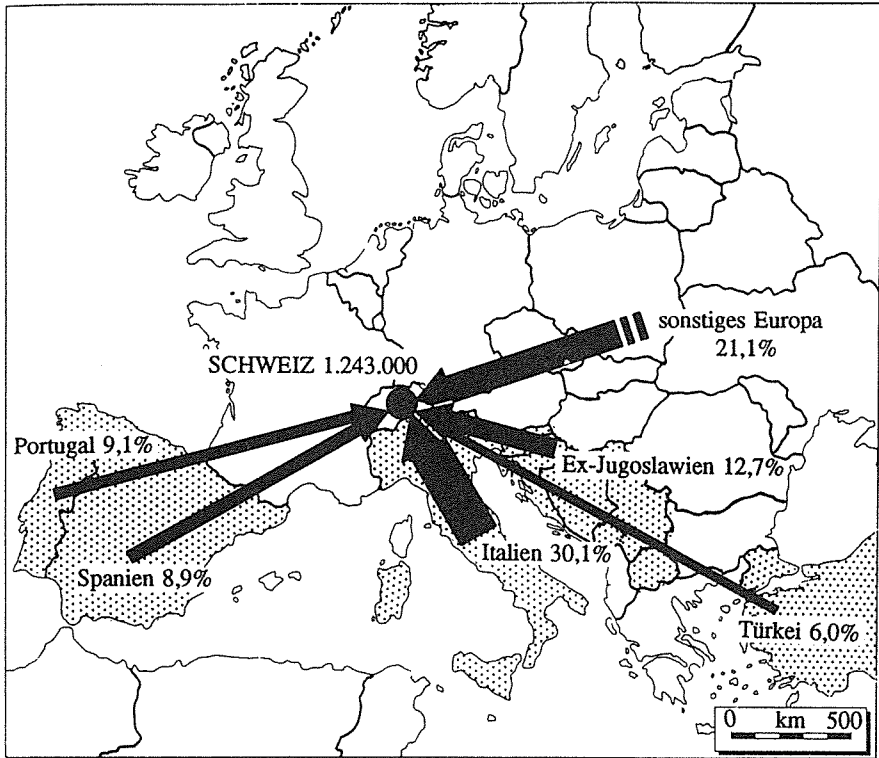 sonstiges Europa
21,1%
SCHWEIZ 1.243.000
Portugal 9,1%
Ex-Jugoslawien 12,7%
Italien 30,1%
Spanien 8,9%
Türkei 6,0%
0 km 500